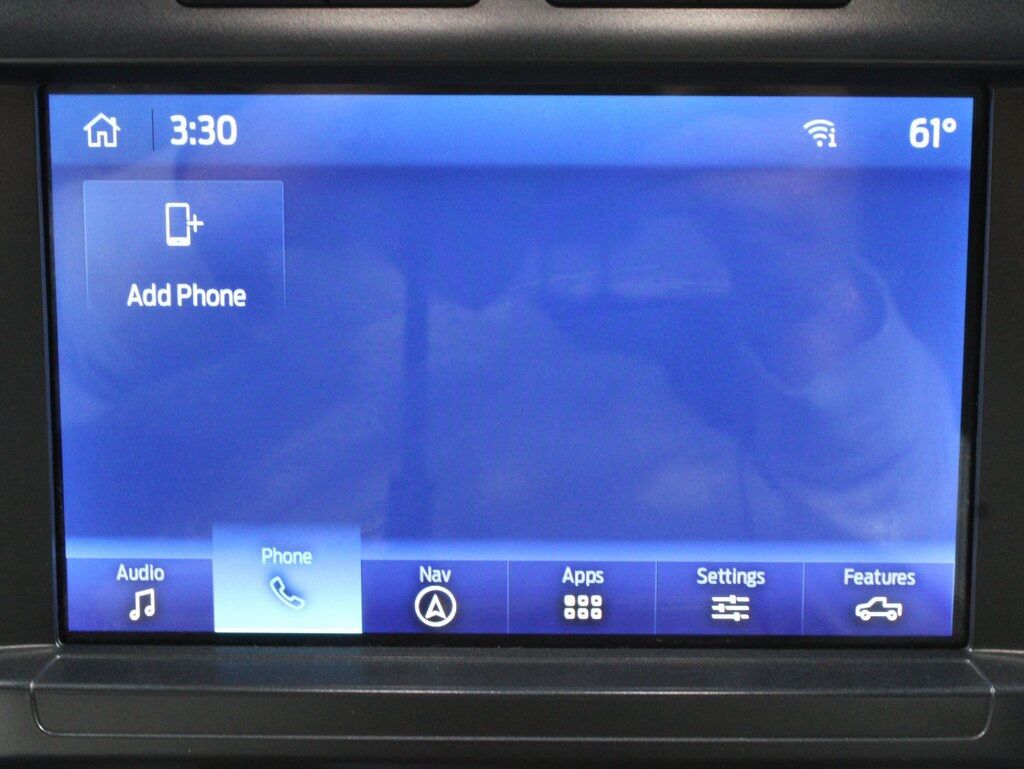 3:30
61°
Add Phone
Audio
Phone
Nav
Apps
Settings
Features